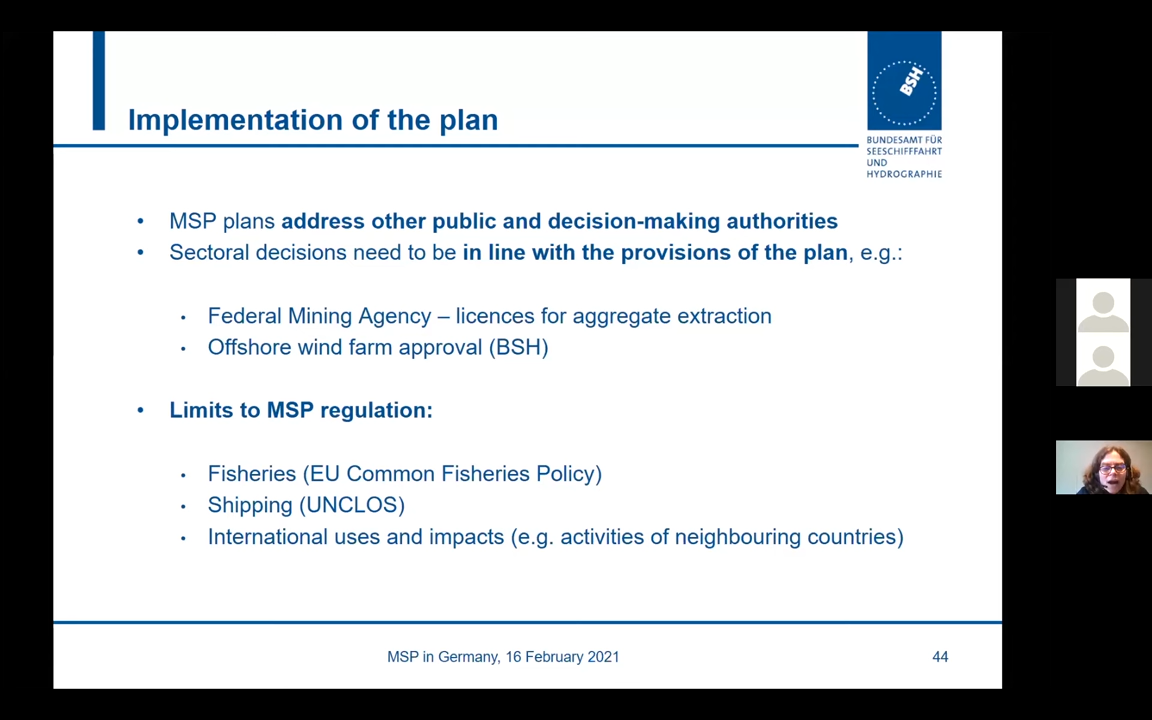 Implementation of the plan
BSH
BUNDESAMT FÜR
SEESCHIFFFAHRT
UND
HYDROGRAPHIE
• MSP plans address other public and decision-making authorities
• Sectoral decisions need to be in line with the provisions of the plan, e.g.:
• Federal Mining Agency – licences for aggregate extraction
• Offshore wind farm approval (BSH)
• Limits to MSP regulation:
• Fisheries (EU Common Fisheries Policy)
• Shipping (UNCLOS)
• International uses and impacts (e.g. activities of neighbouring countries)
MSP in Germany, 16 February 2021
44